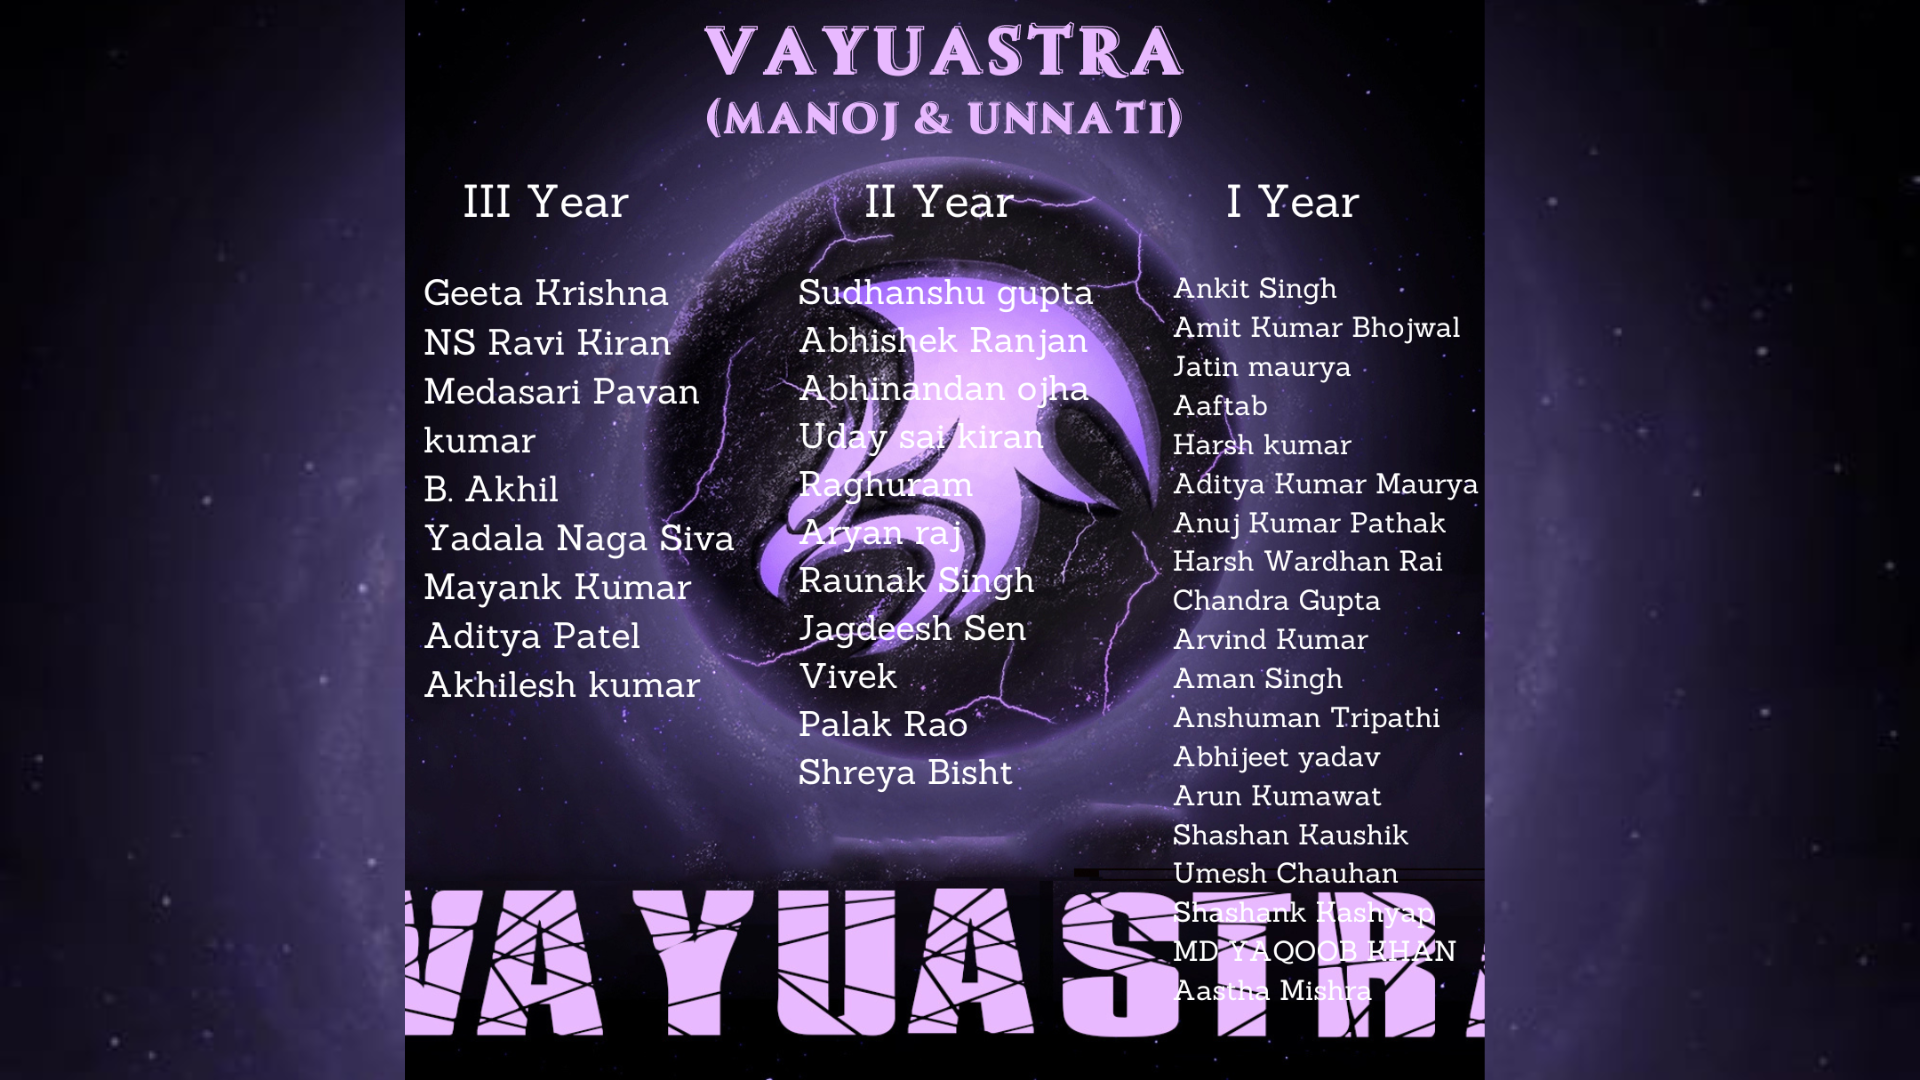 VAYUASTRA
(MANOJ & UNNATI)
III Year
Geeta Krishna
NS Ravi Kiran
Medasari Pavan
kumar
B. Akhil
Yadala Naga Siva
Mayank Kumar
Aditya Patel
Akhilesh kumar
II Year
Sudhanshu gupta
Abhishek Ranjan
Abhinandan ojha
Uday sai kiran
Raghuram
Aryan raj
Raunak Singh
Jagdeesh Sen
Vivek
Palak Rao
Shreya Bisht
I Year
Ankit Singh
Amit Kumar Bhojwal
Jatin maurya
Aaftab
Harsh kumar
Aditya Kumar Maurya
Anuj Kumar Pathak
Harsh Wardhan Rai
Chandra Gupta
Arvind Kumar
Aman Singh
Anshuman Tripathi
Abhijeet yadav
Arun Kumawat
Shashan Kaushik
Umesh Chauhan
Shashank Kashyap
MD YAQOOB KHAN
Aastha Mishra
VAYUASTRA